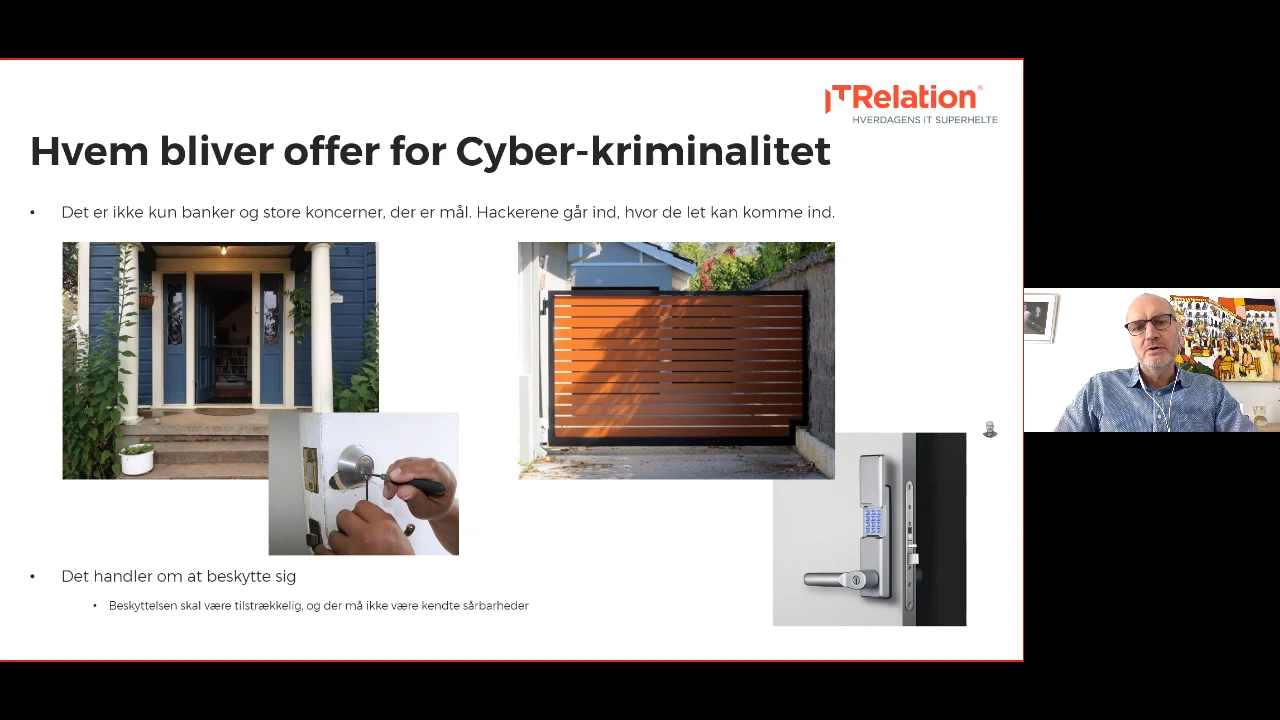 ITRelation
HVERDAGENS IT SUPERHELTE
Hvem bliver offer for Cyber-kriminalitet
• Det er ikke kun banker og store koncerner, der er mål. Hackerene går ind, hvor de let kan komme ind.
• Det handler om at beskytte sig
• Beskyttelsen skal være tilstrækkelig, og der må ikke være kendte sårbarheder